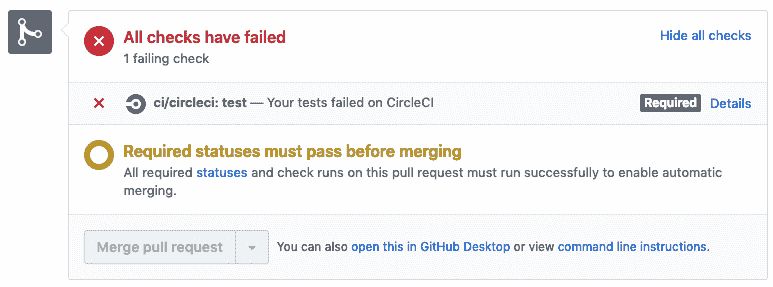 All checks have failed
Hide all checks
1 failing check
ci/circleci: test — Your tests failed on CircleCI
Required
Details
Required statuses must pass before merging
All required statuses and check runs on this pull request must run successfully to enable automatic
merging.
Merge pull request
You can also open this in GitHub Desktop or view command line instructions.